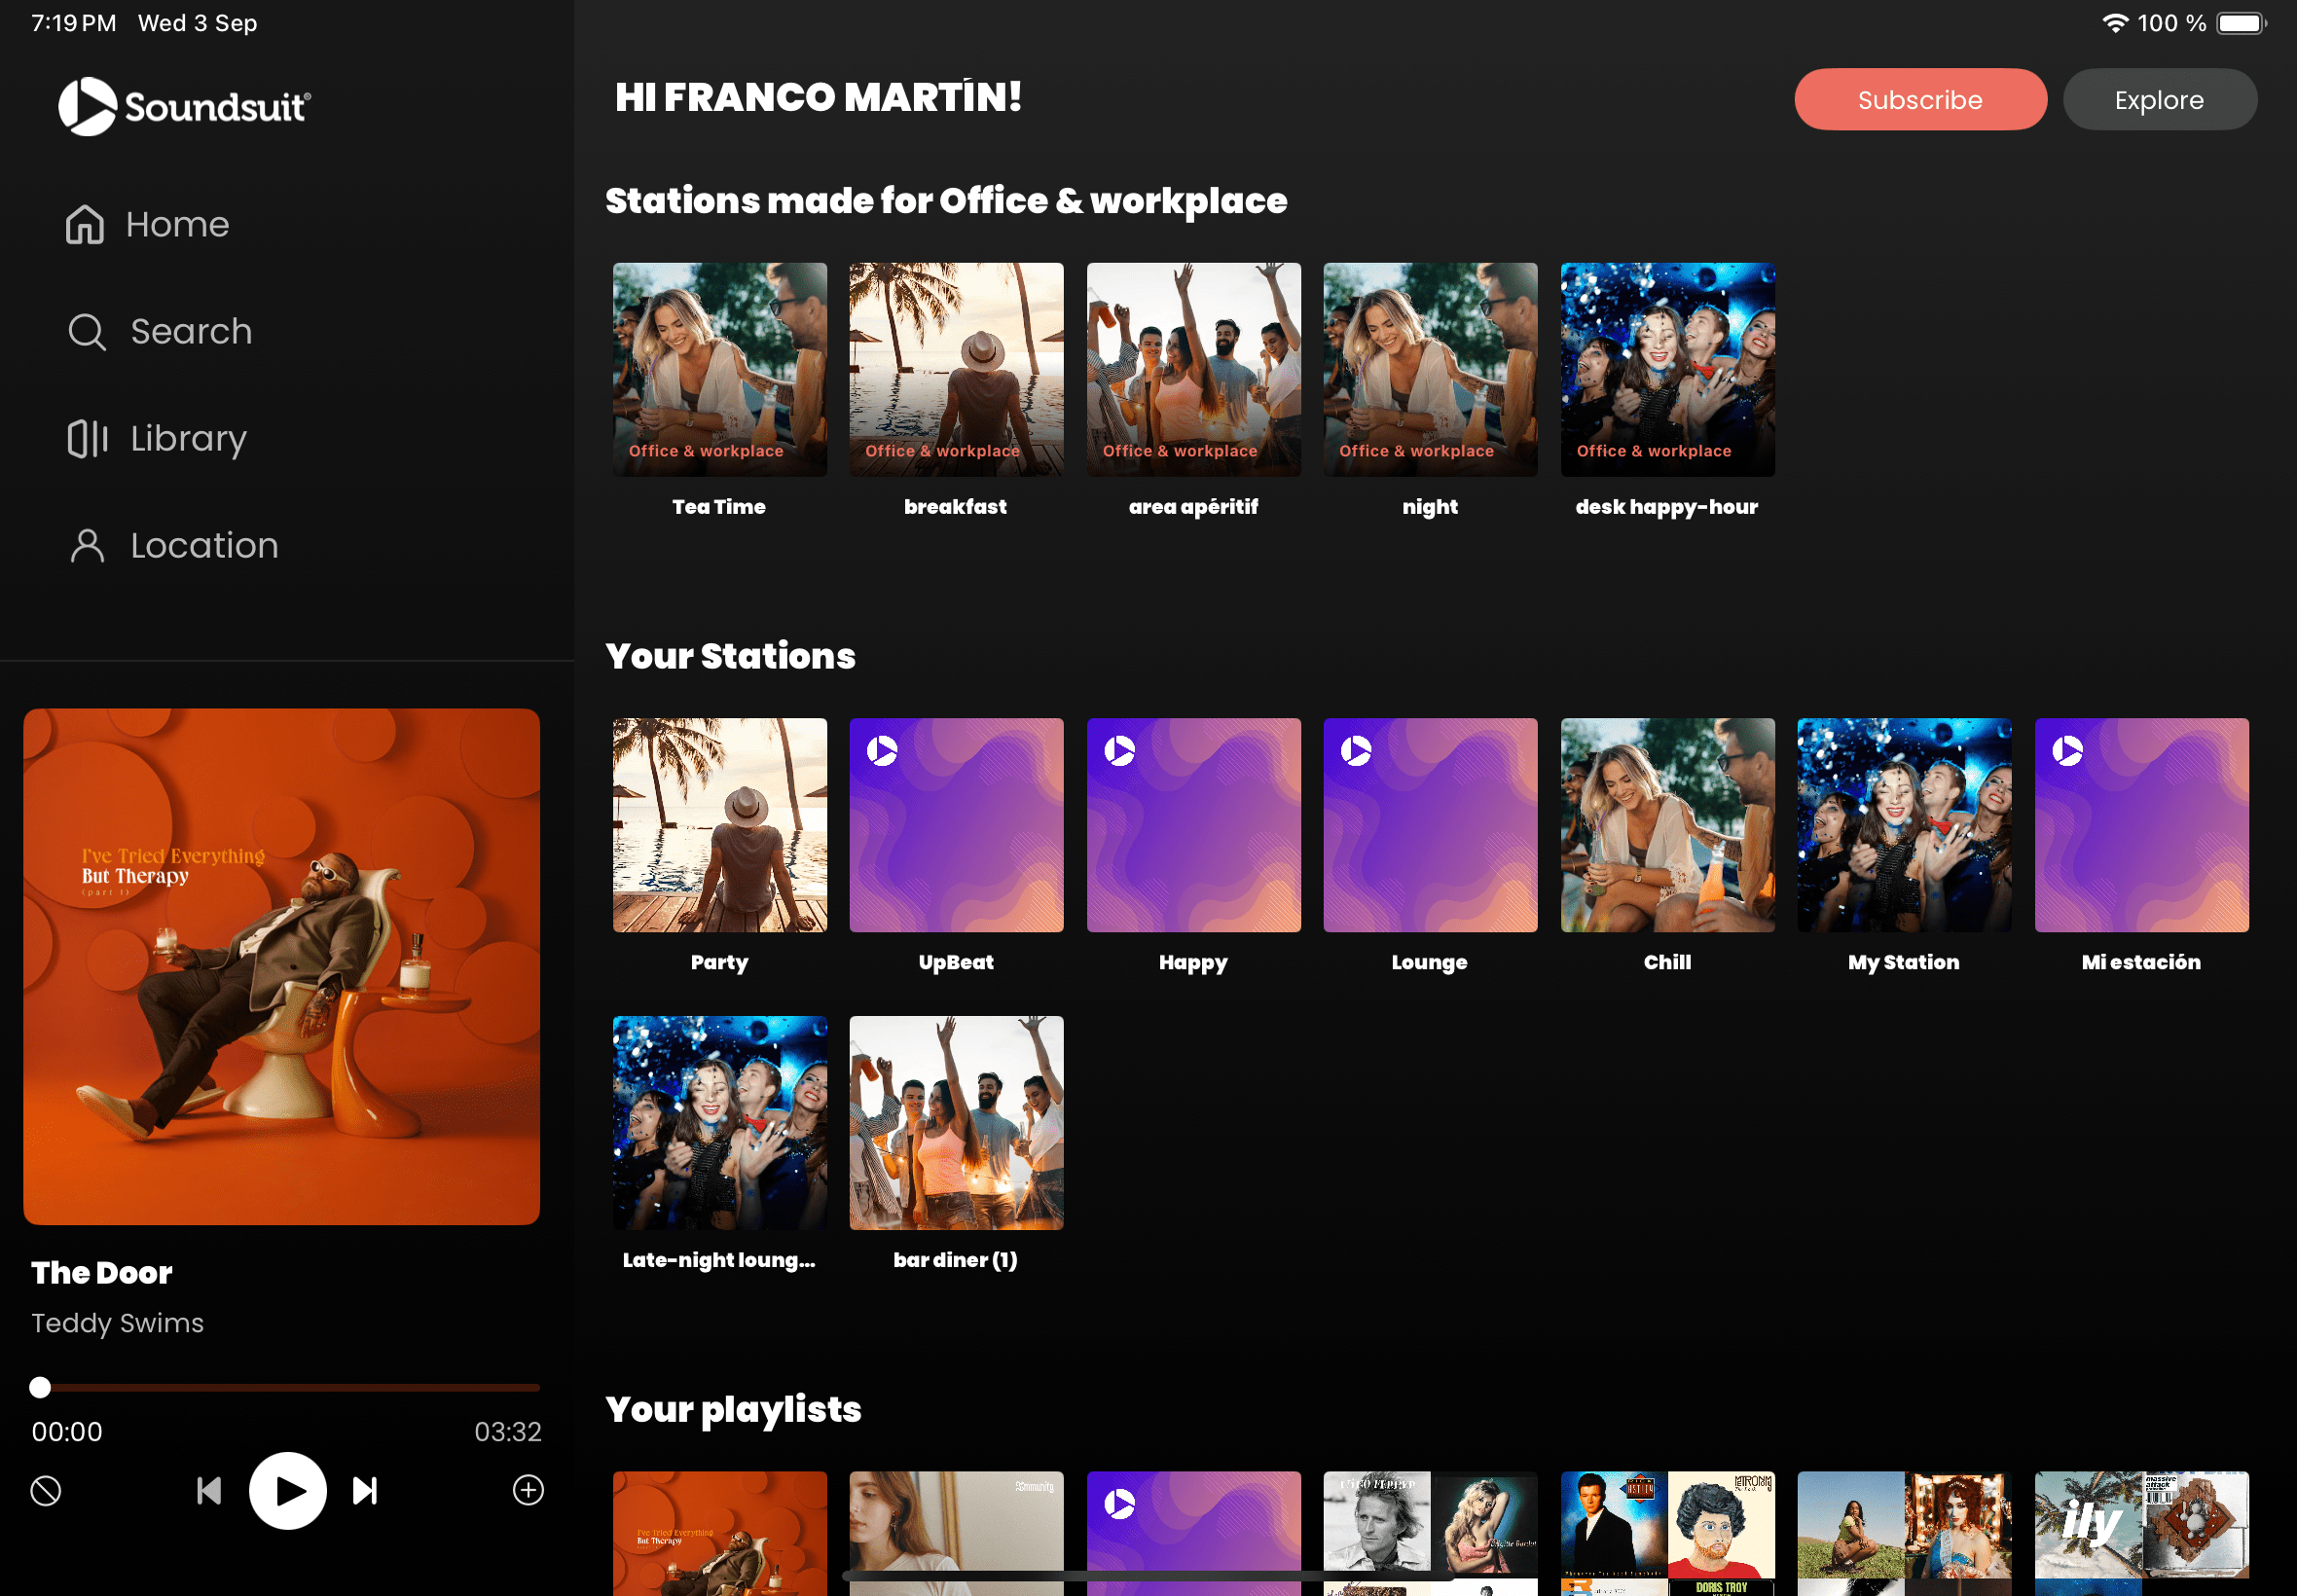 7:19 PM Wed 3 Sep
100 %
Soundsuit®
Home
Search
Library
Location
I've Tried Everything
But Therapy
(part 1)
The Door
Teddy Swims
00:00
03:32
HI FRANCO MARTÍN!
Subscribe
Explore
Stations made for Office & workplace
Office & workplace
Office & workplace
Office & workplace
Office & workplace
Office & workplace
Tea Time
breakfast
area apéritif
night
desk happy-hour
Your Stations
Party
UpBeat
Happy
Lounge
Chill
My Station
Mi estación
Late-night loung...
bar diner (1)
Your playlists
I've Tried Everything
But Therapy
ily
massive
attack
DORIS TROY